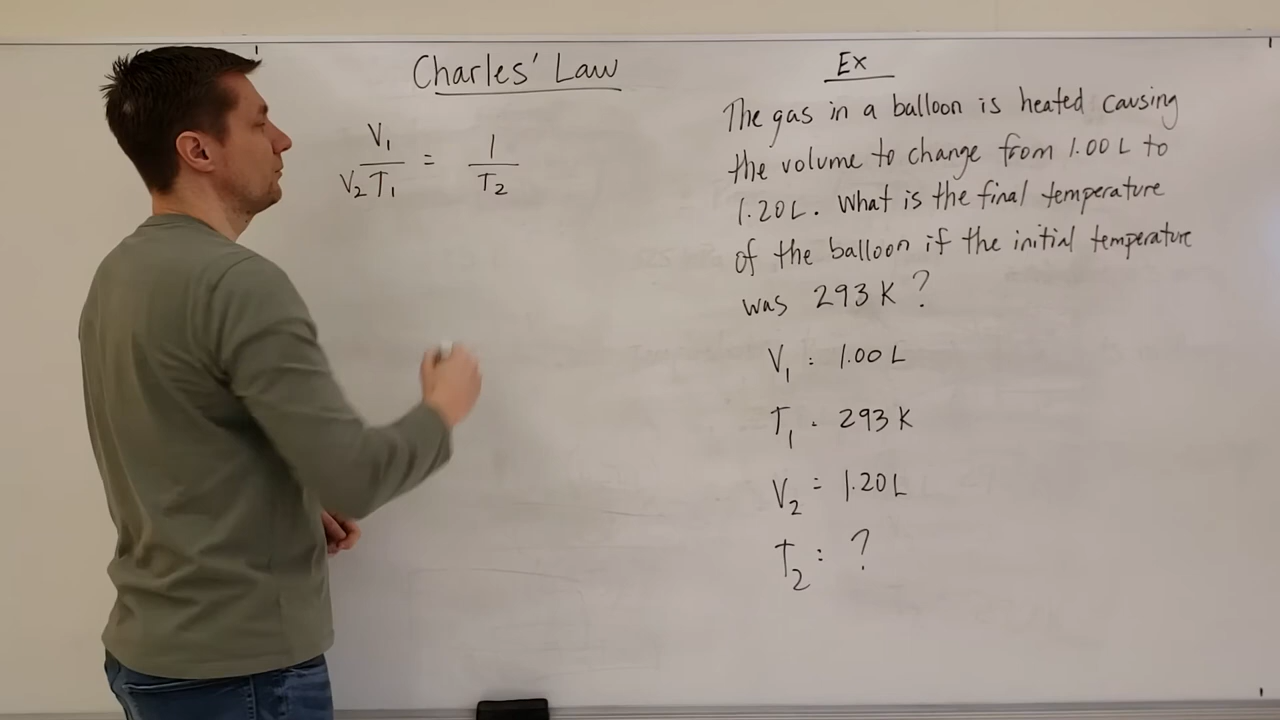 Charles' Law
V₁ / V₂T₁ = 1 / T₂
Ex
The gas in a balloon is heated causing
the volume to change from 1.00 L to
1.20 L. What is the final temperature
of the balloon if the initial temperature
was 293 K ?
V₁ = 1.00 L
T₁ = 293 K
V₂ = 1.20 L
T₂ = ?